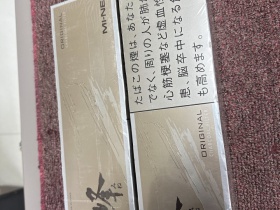 ORIGINAL
MI-NE
峰
たばこの煙は、あなた
でなく、周りの人が肺
心筋梗塞など虚血性
患、脳卒中になる
も高めます。
ORIGINAL
峰